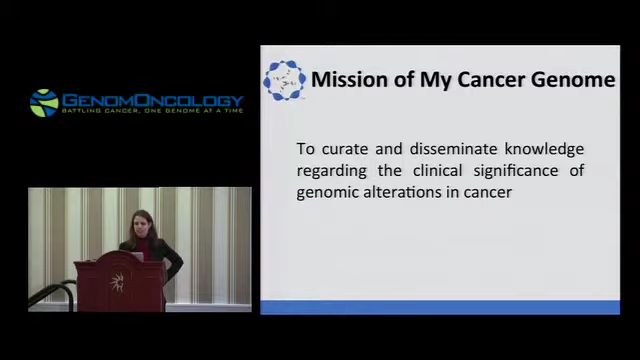 GENOMONCOLOGY
BATTLING CANCER, ONE GENOME AT A TIME
Mission of My Cancer Genome
To curate and disseminate knowledge
regarding the clinical significance of
genomic alterations in cancer